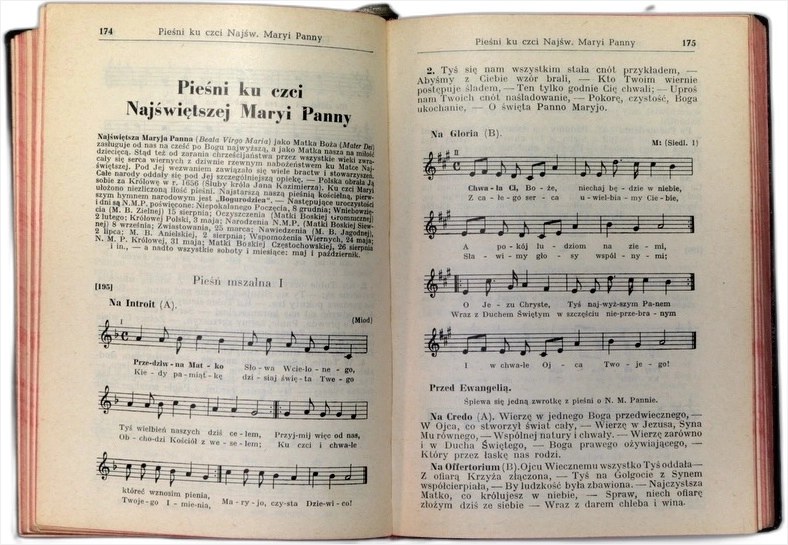 174 Pieśni ku czci Najśw. Maryi Panny
Pieśni ku czci
Najświętszej Maryi Panny
Najświętsza Maryja Panna (Beata Virgo Maria) jako Matka Boża (Mater Dei)
zasługuje od nas na cześć po Bogu najwyższą, a jako Matka nasza na miłość
dziecięcą. Stąd też od zarania chrześcijaństwa przez wszystkie wieki zwra-
cały się serca wiernych z dziwnie rzewnym nabożeństwem ku Matce Naj-
świętszej. Pod Jej wezwaniem zawiązało się wiele bractw i stowarzyszeń.
Całe narody oddały się pod Jej szczególniejszą opiekę. — Polska obrała Ją
sobie za Królowę w r. 1656 (Śluby króla Jana Kazimierza). Ku czci Maryi
ułożono niezliczoną ilość pieśni. Najstarszą naszą pieśnią kościelną, pierw-
szym hymnem narodowym jest „Bogurodzica”. — Następujące uroczystości
i dni są N.M.P. poświęcone: Niepokalanego Poczęcia, 8 grudnia; Wniebowzię-
cia (M. B. Zielnej) 15 sierpnia; Oczyszczenia (Matki Boskiej Gromnicznej)
2 lutego; Królowej Polski, 3 maja; Narodzenia N.M.P. (Matki Boskiej Siew-
nej) 8 września; Zwiastowania, 25 marca; Nawiedzenia (M. B. Jagodnej),
2 lipca; M. B. Anielskiej, 2 sierpnia; Wspomożenia Wiernych, 24 maja;
N. M. P. Królowej, 31 maja; Matki Boskiej Częstochowskiej, 26 sierpnia
i in., — a nadto wszystkie soboty i miesiące: maj i październik.
Pieśń mszalna I
[195]
Na Introit (A).
(Miod)
I
Prze-dziw-na Mat - ko Sło-wa Wcie-lo - ne - go,
Kie - dy pa-miąt-kę dzi-siaj świę-ta Twe - go
Tyś wielbień naszych dziś ce-lem, Przyj-mij więc od nas,
Ob - cho-dzi Kościół z we - se - lem; Ku czci i chwa-le
któreć wznosim pienia,
Twoje-go I - mie-nia, Ma - ry - jo, czy-sta Dzie-wi - co!
Pieśni ku czci Najśw. Maryi Panny 175
2. Tyś się nam wszystkim stała cnót przykładem, —
Abyśmy z Ciebie wzór brali, — Kto Twoim wiernie
postępuje śladem, — Ten tylko godnie Cię chwali; — Uproś
nam Twoich cnót naśladowanie, — Pokorę, czystość, Boga
ukochanie, — O święta Panno Maryjo.
Na Gloria (B).
M: (Siedl. 1)
II
Chwa-ła Ci, Bo - że, niechaj bę - dzie w niebie,
Z ca - łe-go ser - ca u - wiel-bia-my Cie-bie,
A po-kój lu - dziom na zie - mi,
Sła - wi - my gło - sy wspól - ny - mi;
O Je - zu Chryste, Tyś naj-wyż-szym Pa-nem
Wraz z Duchem Świętym w szczęściu nie-prze-bra - nym
I w chwa-le Oj - ca Two - je - go!
Przed Ewangelią.
Śpiewa się jedną zwrotkę z pieśni o N. M. Pannie.
Na Credo (A). Wierzę w jednego Boga przedwiecznego, —
W Ojca, co stworzył świat cały, — Wierzę w Jezusa, Syna
Mu równego, — Wspólnej natury i chwały. — Wierzę zarówno
i w Ducha Świętego, — Boga prawego ożywiającego, —
Który przez łaskę nas rodzi.
Na Offertorium (B). Ojcu Wiecznemu wszystko Tyś oddała —
Z ofiarą Krzyża złączona, — Tyś na Golgocie z Synem
współcierpiała, — By ludzkość była zbawiona. — Najczystsza
Matko, co królujesz w niebie, — Spraw, niech ofiarę
złożym dziś ze siebie — Wraz z darem chleba i wina.